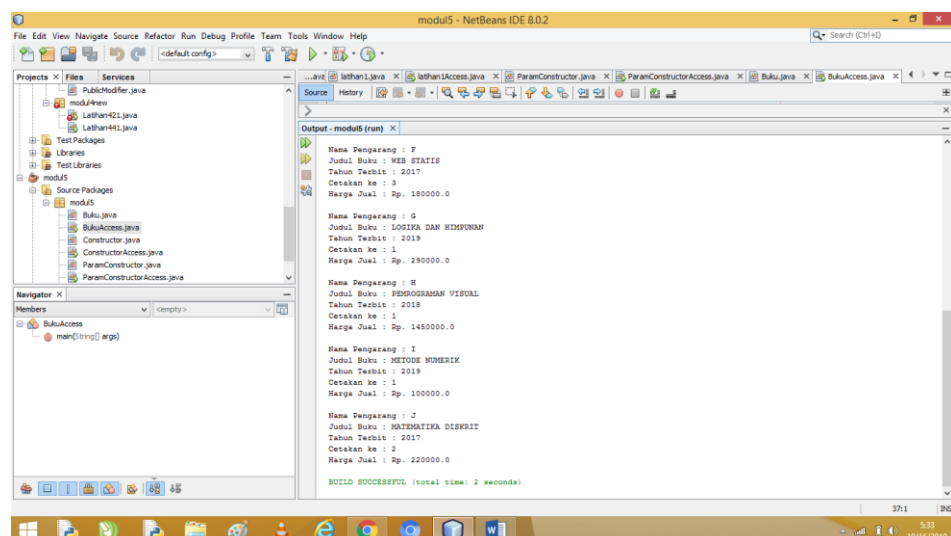 modul5 - NetBeans IDE 8.0.2
File Edit View Navigate Source Refactor Run Debug Profile Team Tools Window Help
Search (Ctrl+I)
<default config>
Projects Files Services
...ava latihan1.java latihan1Access.java ParamConstructor.java ParamConstructorAccess.java Buku.java BukuAccess.java
Source History
PublicModifier.java
modul4new
Latihan421.java
Latihan441.java
Test Packages
Libraries
Test Libraries
modul5
Source Packages
modul5
Buku.java
BukuAccess.java
Constructor.java
ConstructorAccess.java
ParamConstructor.java
ParamConstructorAccess.java
Navigator
Members <empty>
BukuAccess
main(String[] args)
Output - modul5 (run)
Nama Pengarang : F
Judul Buku : WEB STATIS
Tahun Terbit : 2017
Cetakan ke : 3
Harga Jual : Rp. 180000.0
Nama Pengarang : G
Judul Buku : LOGIKA DAN HIMPUNAN
Tahun Terbit : 2019
Cetakan ke : 1
Harga Jual : Rp. 290000.0
Nama Pengarang : H
Judul Buku : PEMROGRAMAN VISUAL
Tahun Terbit : 2018
Cetakan ke : 1
Harga Jual : Rp. 1450000.0
Nama Pengarang : I
Judul Buku : METODE NUMERIK
Tahun Terbit : 2019
Cetakan ke : 1
Harga Jual : Rp. 100000.0
Nama Pengarang : J
Judul Buku : MATEMATIKA DISKRIT
Tahun Terbit : 2017
Cetakan ke : 2
Harga Jual : Rp. 220000.0
BUILD SUCCESSFUL (total time: 2 seconds)
37:1 INS
5:33